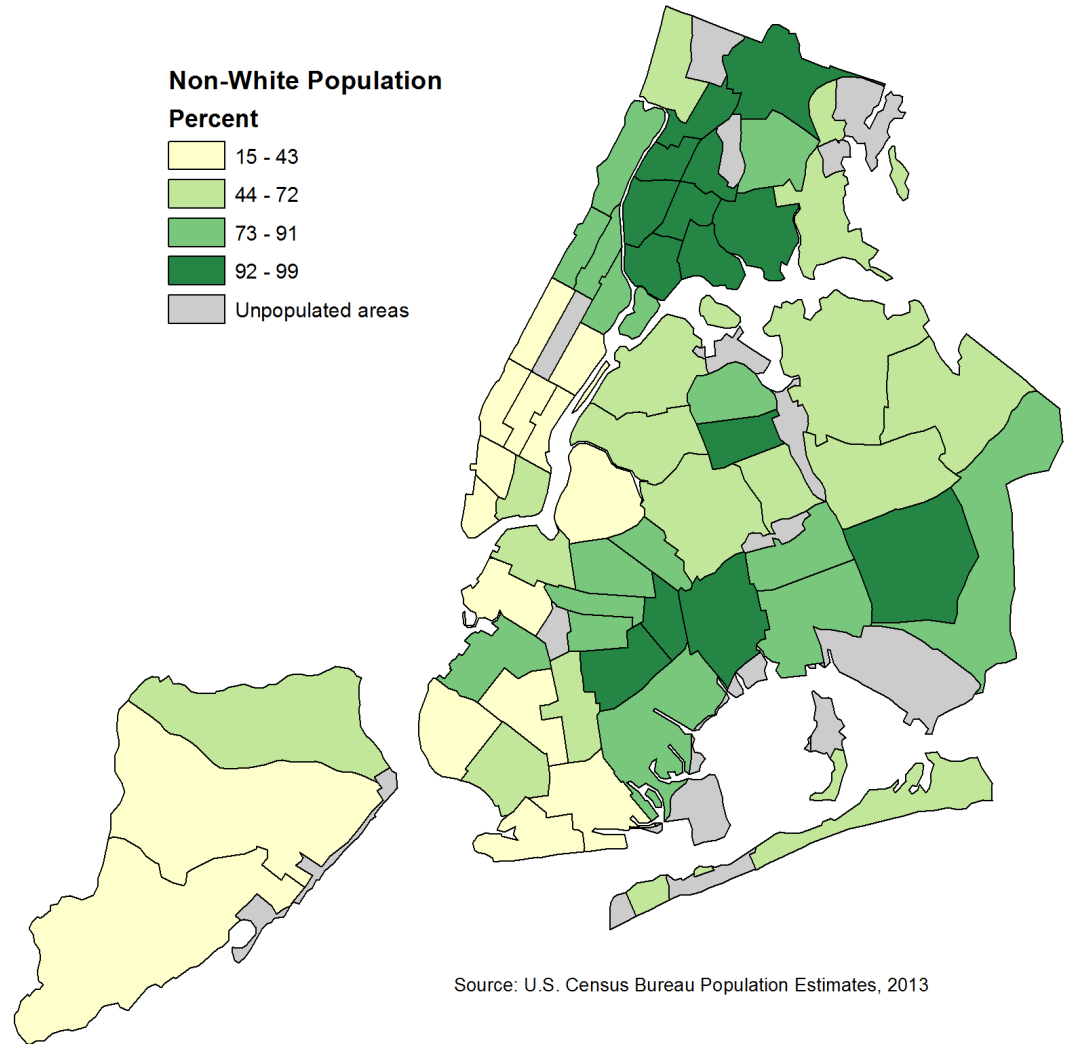 Non-White Population
Percent
15 - 43
44 - 72
73 - 91
92 - 99
Unpopulated areas
Source: U.S. Census Bureau Population Estimates, 2013